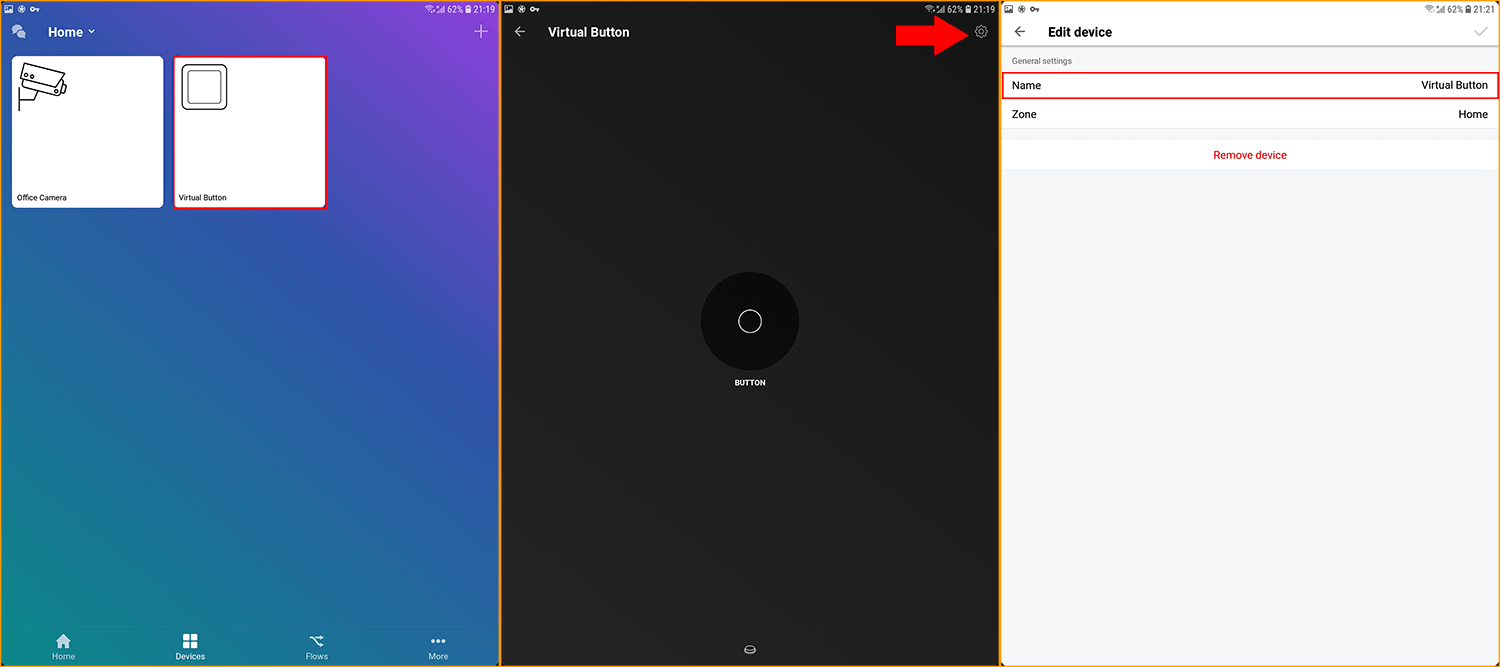 62% 21:19
Home
Office Camera
Virtual Button
Home Devices Flows More
62% 21:19
Virtual Button
BUTTON
62% 21:21
Edit device
General settings
Name Virtual Button
Zone Home
Remove device